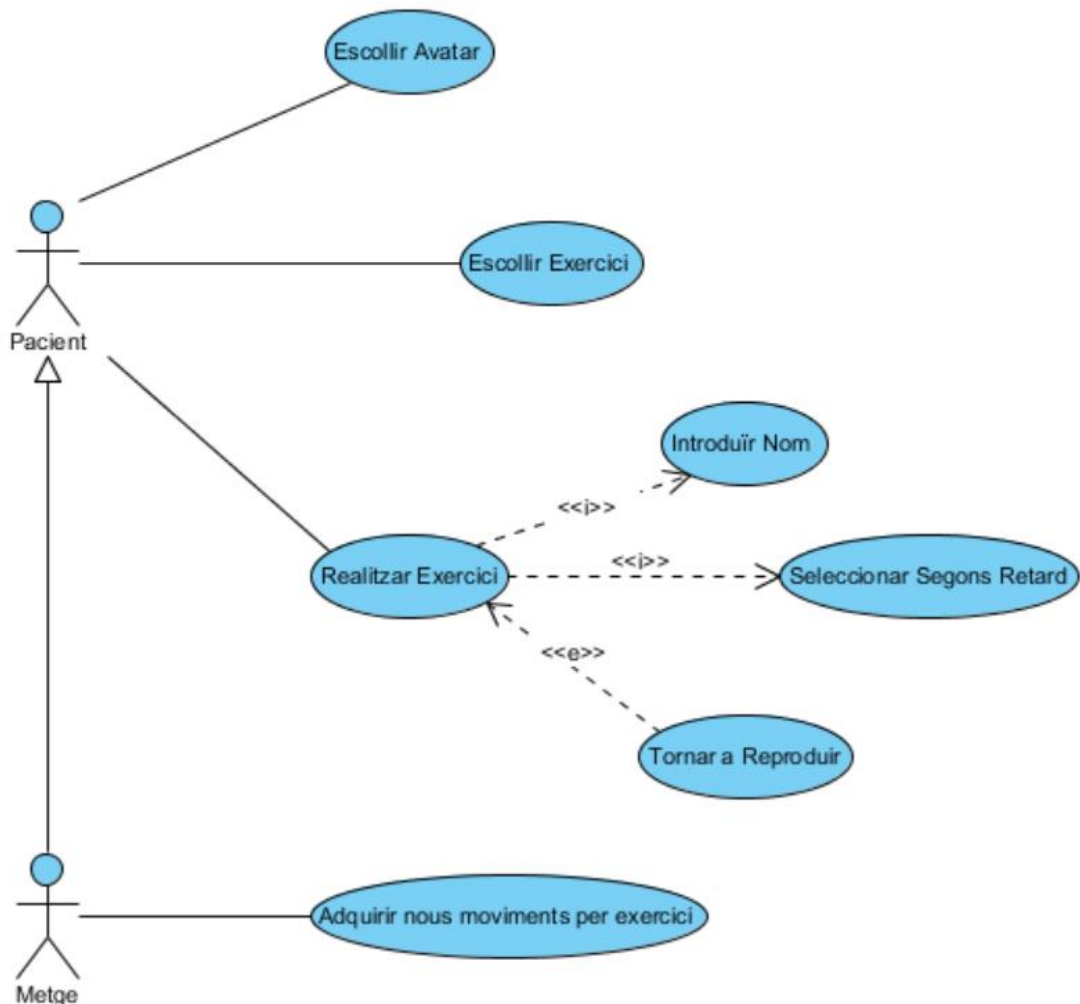 Escollir Avatar
Escollir Exercici
Pacient
Introduïr Nom
<<i>>
Realitzar Exercici
<<i>>
Seleccionar Segons Retard
<<e>>
Tornar a Reproduir
Adquirir nous moviments per exercici
Metge